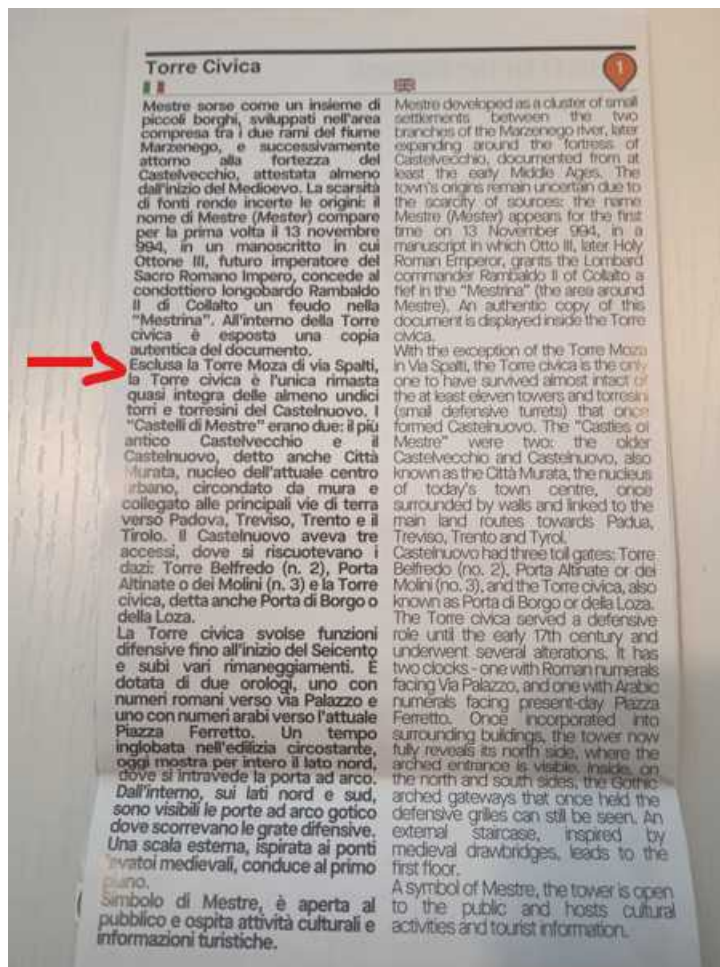 Torre Civica
1
Mestre sorse come un insieme di
piccoli borghi, sviluppati nell'area
compresa tra i due rami del fiume
Marzenego, e successivamente
attorno alla fortezza del
Castelvecchio, attestata almeno
dall'inizio del Medioevo. La scarsità
di fonti rende incerte le origini: il
nome di Mestre (Mester) compare
per la prima volta il 13 novembre
994, in un manoscritto in cui
Ottone III, futuro imperatore del
Sacro Romano Impero, concede al
condottiero longobardo Rambaldo
II di Collalto un feudo nella
"Mestrina". All'interno della Torre
civica è esposta una copia
autentica del documento.
Esclusa la Torre Moza di via Spalti,
la Torre civica è l'unica rimasta
quasi integra delle almeno undici
torri e torresini del Castelnuovo. I
"Castelli di Mestre" erano due: il più
antico Castelvecchio e il
Castelnuovo, detto anche Città
Murata, nucleo dell'attuale centro
urbano, circondato da mura e
collegato alle principali vie di terra
verso Padova, Treviso, Trento e il
Tirolo. Il Castelnuovo aveva tre
accessi, dove si riscuotevano i
dazi: Torre Belfredo (n. 2), Porta
Altinate o dei Molini (n. 3) e la Torre
civica, detta anche Porta di Borgo o
della Loza.
La Torre civica svolse funzioni
difensive fino all'inizio del Seicento
e subì vari rimaneggiamenti. È
dotata di due orologi, uno con
numeri romani verso via Palazzo e
uno con numeri arabi verso l'attuale
Piazza Ferretto. Un tempo
inglobata nell'edilizia circostante,
oggi mostra per intero il lato nord,
dove si intravede la porta ad arco.
Dall'interno, sui lati nord e sud,
sono visibili le porte ad arco gotico
dove scorrevano le grate difensive.
Una scala esterna, ispirata ai ponti
levatoi medievali, conduce al primo
piano.
Simbolo di Mestre, è aperta al
pubblico e ospita attività culturali e
informazioni turistiche.
Mestre developed as a cluster of small
settlements between the two
branches of the Marzenego river, later
expanding around the fortress of
Castelvecchio, documented from at
least the early Middle Ages. The
town's origins remain uncertain due to
the scarcity of sources: the name
Mestre (Mester) appears for the first
time on 13 November 994, in a
manuscript in which Otto III, later Holy
Roman Emperor, grants the Lombard
commander Rambaldo II of Collalto a
fief in the "Mestrina" (the area around
Mestre). An authentic copy of this
document is displayed inside the Torre
civica.
With the exception of the Torre Moza
in Via Spalti, the Torre civica is the only
one to have survived almost intact of
the at least eleven towers and torresini
(small defensive turrets) that once
formed Castelnuovo. The "Castles of
Mestre" were two: the older
Castelvecchio and Castelnuovo, also
known as the Città Murata, the nucleus
of today's town centre, once
surrounded by walls and linked to the
main land routes towards Padua,
Treviso, Trento and Tyrol.
Castelnuovo had three toll gates: Torre
Belfredo (no. 2), Porta Altinate or dei
Molini (no. 3), and the Torre civica, also
known as Porta di Borgo or della Loza.
The Torre civica served a defensive
role until the early 17th century and
underwent several alterations. It has
two clocks - one with Roman numerals
facing Via Palazzo, and one with Arabic
numerals facing present-day Piazza
Ferretto. Once incorporated into
surrounding buildings, the tower now
fully reveals its north side, where the
arched entrance is visible. Inside, on
the north and south sides, the Gothic
arched gateways that once held the
defensive grilles can still be seen. An
external staircase, inspired by
medieval drawbridges, leads to the
first floor.
A symbol of Mestre, the tower is open
to the public and hosts cultural
activities and tourist information.